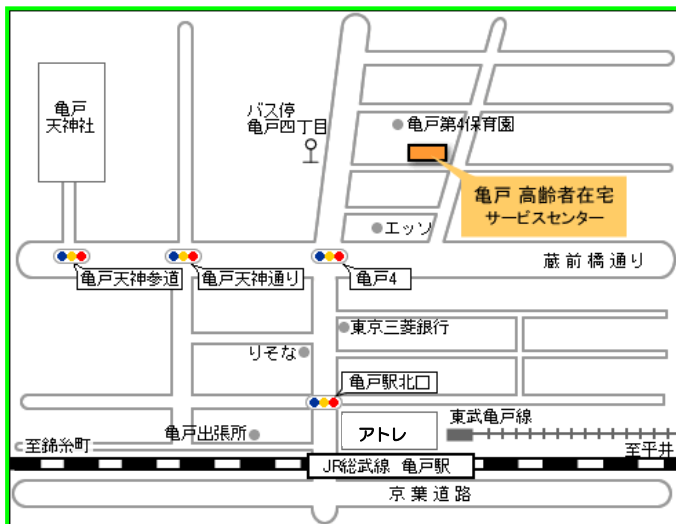 亀戸
天神社
バス停
亀戸四丁目
亀戸第4保育園
亀戸 高齢者在宅
サービスセンター
エッソ
蔵前橋通り
亀戸天神参道
亀戸天神通り
亀戸4
東京三菱銀行
りそな
亀戸駅北口
東武亀戸線
亀戸出張所
アトレ
至錦糸町
至平井
JR総武線 亀戸駅
京葉道路